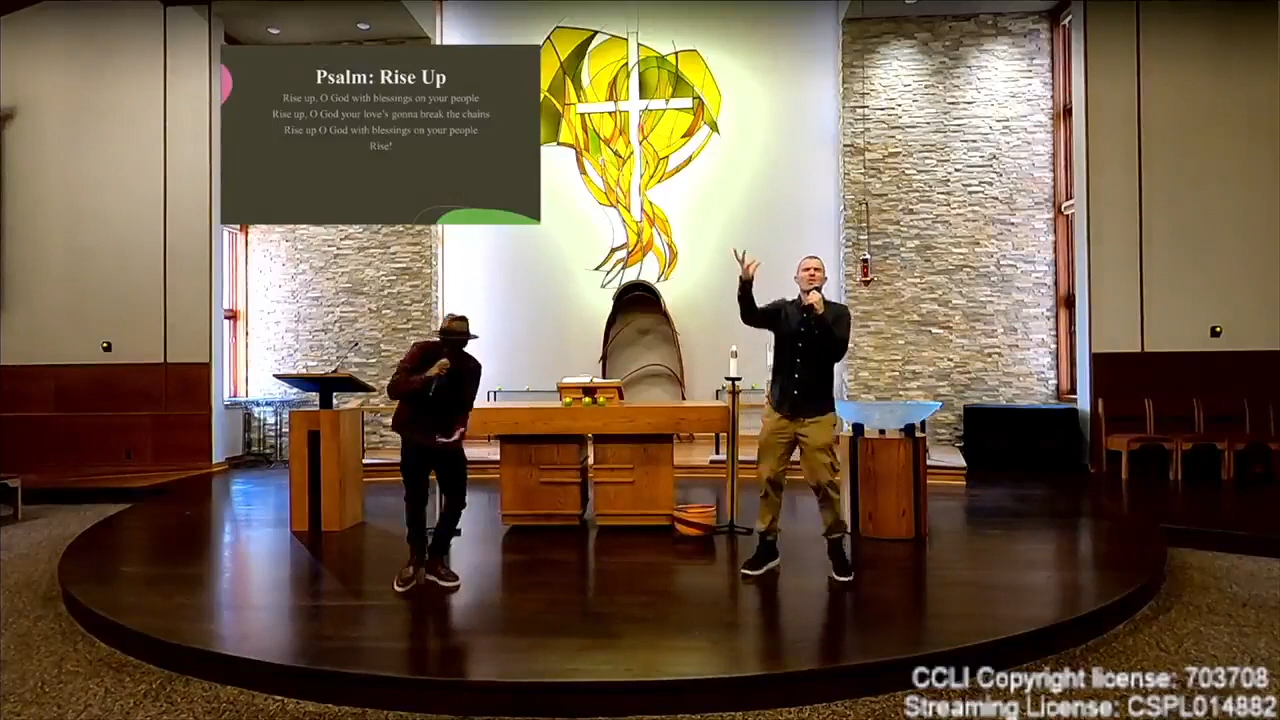 Psalm: Rise Up
Rise up, O God with blessings on your people
Rise up, O God your love's gonna break the chains
Rise up O God with blessings on your people
Rise!
CCLI Copyright license: 703708
Streaming License: CSPL014882